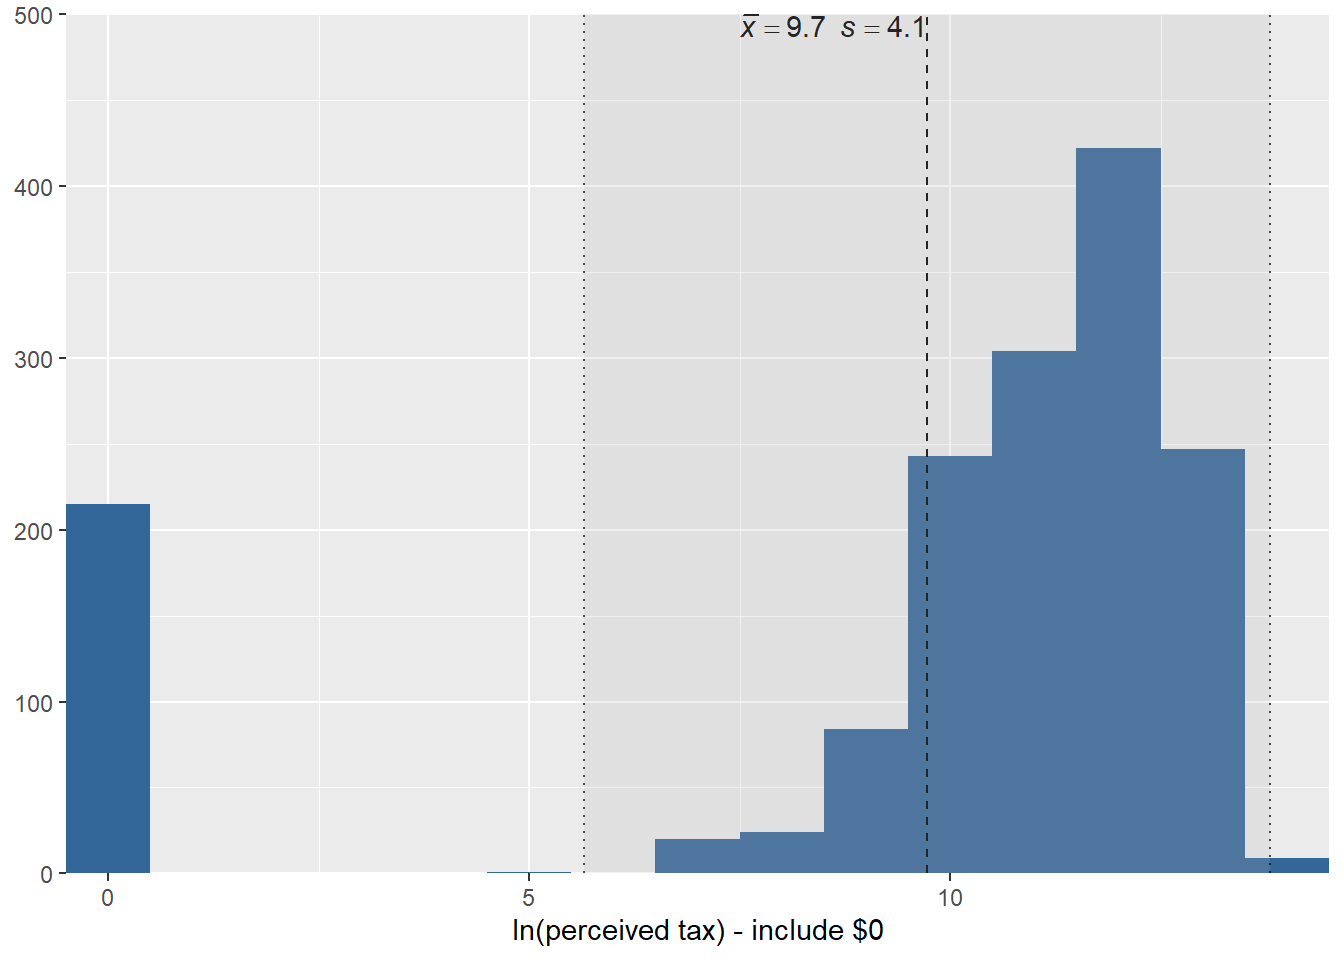 500
x̅ = 9.7 s = 4.1
400
300
200
100
0
0 5 10
ln(perceived tax) - include $0